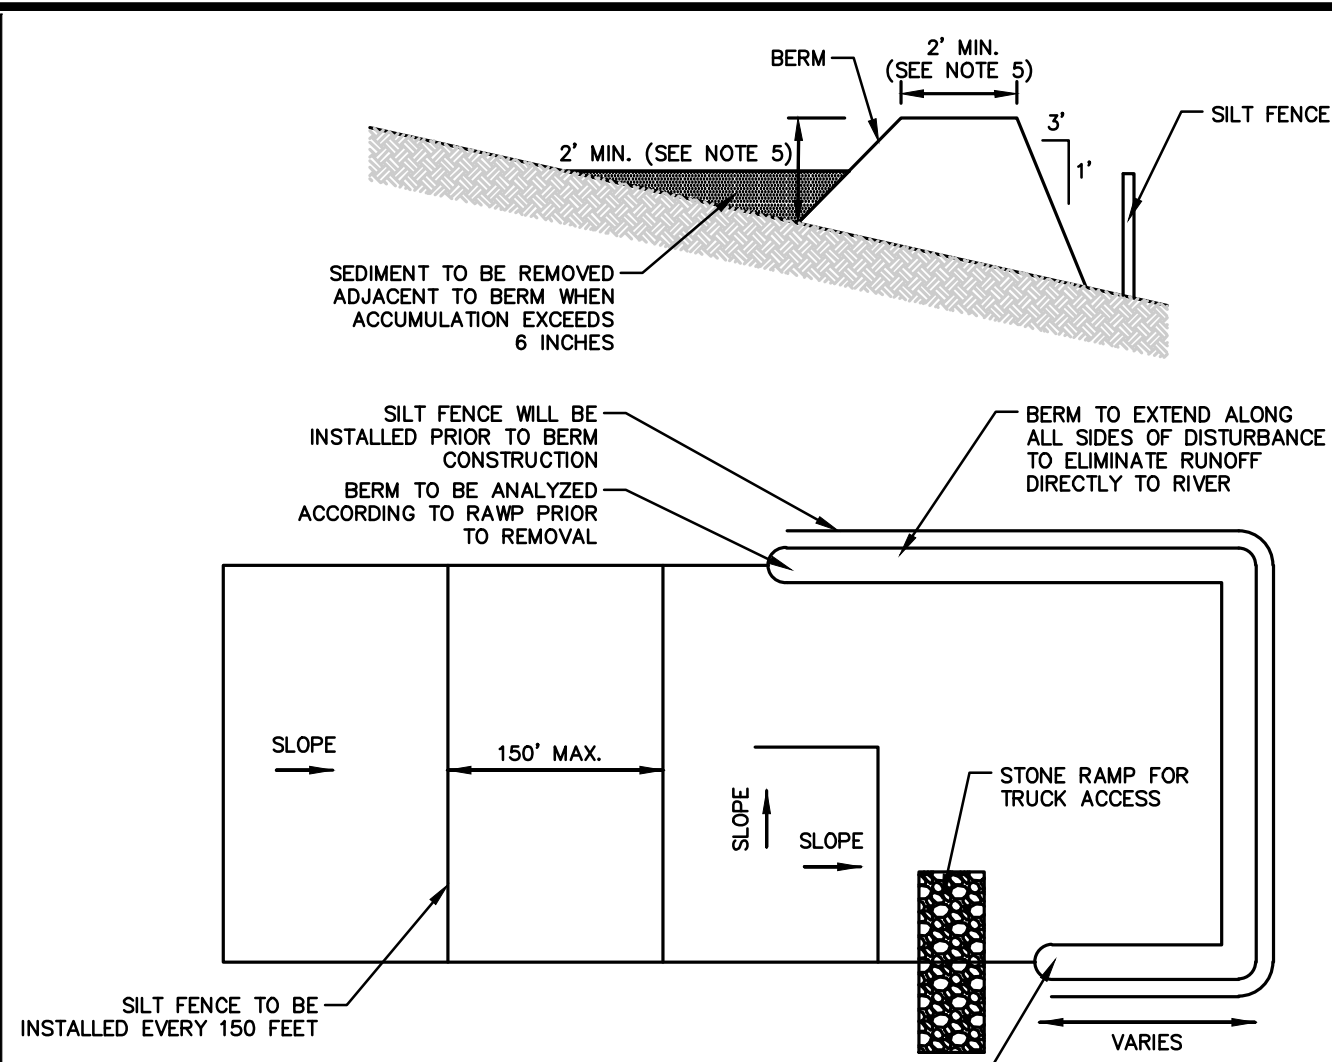 BERM
2' MIN.
(SEE NOTE 5)
SILT FENCE
3'
1'
2' MIN. (SEE NOTE 5)
SEDIMENT TO BE REMOVED
ADJACENT TO BERM WHEN
ACCUMULATION EXCEEDS
6 INCHES
SILT FENCE WILL BE
INSTALLED PRIOR TO BERM
CONSTRUCTION
BERM TO BE ANALYZED
ACCORDING TO RAWP PRIOR
TO REMOVAL
BERM TO EXTEND ALONG
ALL SIDES OF DISTURBANCE
TO ELIMINATE RUNOFF
DIRECTLY TO RIVER
SLOPE
150' MAX.
SLOPE
SLOPE
STONE RAMP FOR
TRUCK ACCESS
SILT FENCE TO BE
INSTALLED EVERY 150 FEET
VARIES